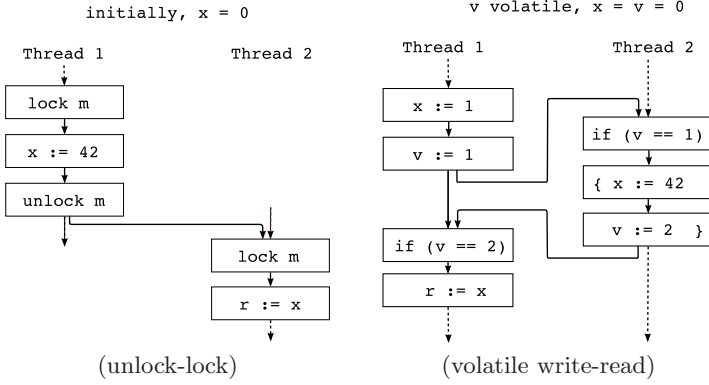 initially, x = 0
Thread 1
Thread 2
lock m
x := 42
unlock m
lock m
r := x
(unlock-lock)
v volatile, x = v = 0
Thread 1
Thread 2
x := 1
v := 1
if (v == 1)
{ x := 42
v := 2 }
if (v == 2)
r := x
(volatile write-read)